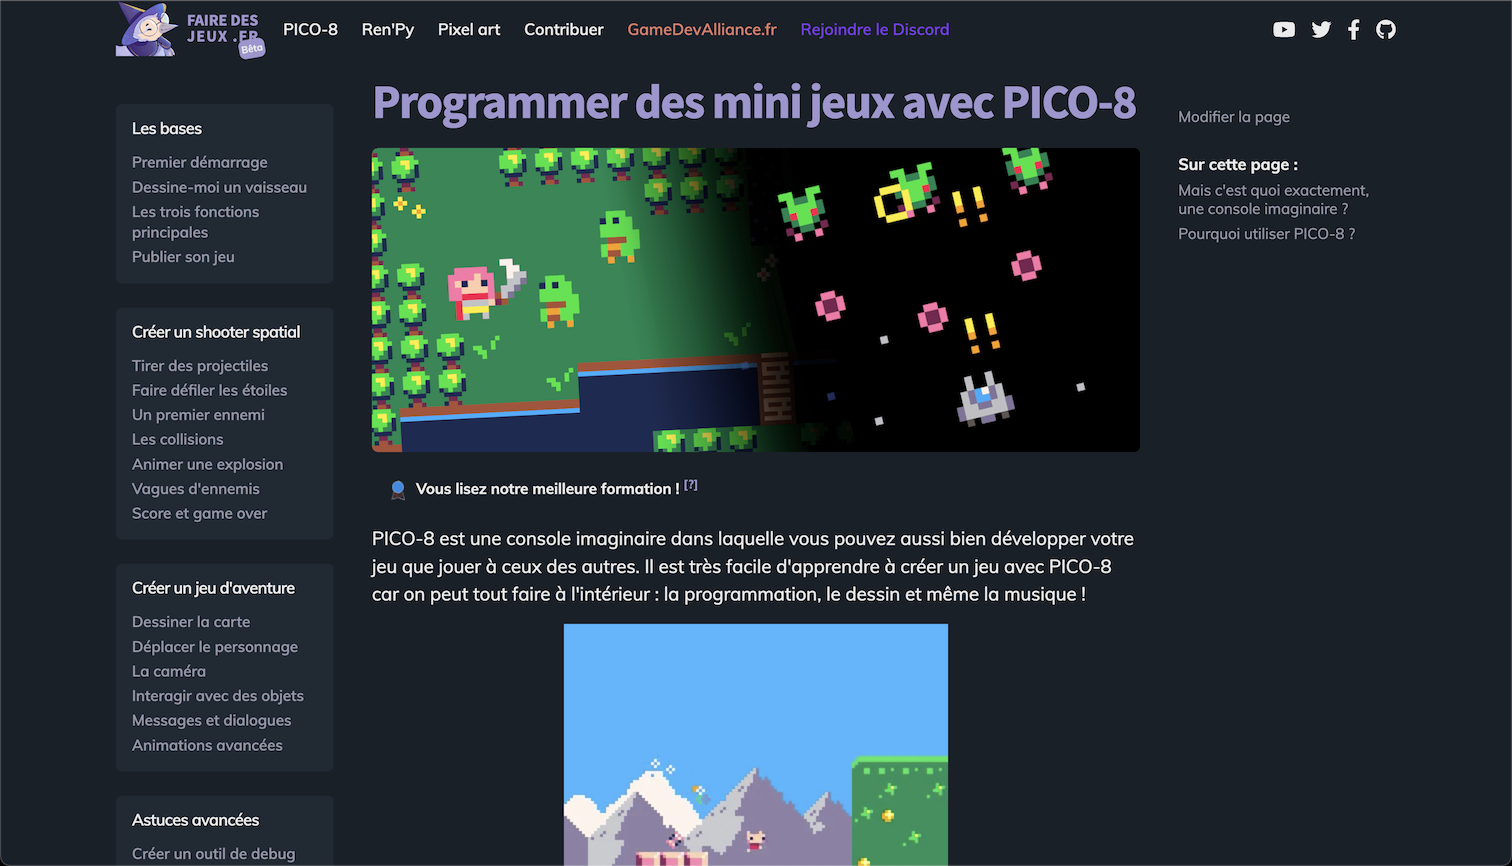 FAIRE DES
JEUX .FR
Bêta
PICO-8
Ren'Py
Pixel art
Contribuer
GameDevAlliance.fr
Rejoindre le Discord
Les bases
Premier démarrage
Dessine-moi un vaisseau
Les trois fonctions
principales
Publier son jeu
Créer un shooter spatial
Tirer des projectiles
Faire défiler les étoiles
Un premier ennemi
Les collisions
Animer une explosion
Vagues d'ennemis
Score et game over
Créer un jeu d'aventure
Dessiner la carte
Déplacer le personnage
La caméra
Interagir avec des objets
Messages et dialogues
Animations avancées
Astuces avancées
Créer un outil de debug
Programmer des mini jeux avec PICO-8
Vous lisez notre meilleure formation ! [?]
PICO-8 est une console imaginaire dans laquelle vous pouvez aussi bien développer votre
jeu que jouer à ceux des autres. Il est très facile d'apprendre à créer un jeu avec PICO-8
car on peut tout faire à l'intérieur : la programmation, le dessin et même la musique !
Modifier la page
Sur cette page :
Mais c'est quoi exactement,
une console imaginaire ?
Pourquoi utiliser PICO-8 ?